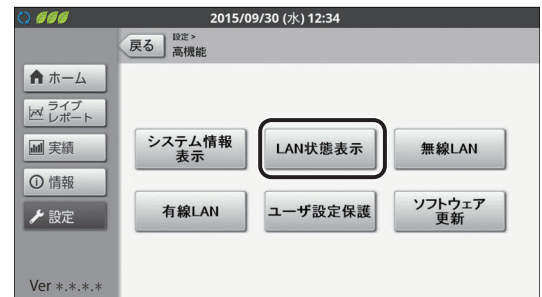 2015/09/30 (水) 12:34
戻る
設定 >
高機能
ホーム
ライブ
レポート
実績
情報
設定
Ver *.*.*.*
システム情報
表示
LAN状態表示
無線LAN
有線LAN
ユーザ設定保護
ソフトウェア
更新